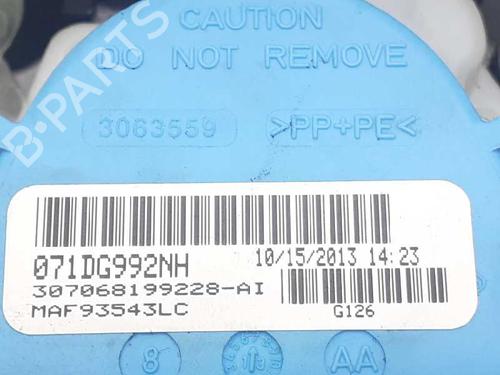 CAUTION
DO NOT REMOVE
3063559 >PP+PE<
B-PARTS
071DG992NH 10/15/2013 14:23
307068199228-AI
MAF93543LC G126
8 AA